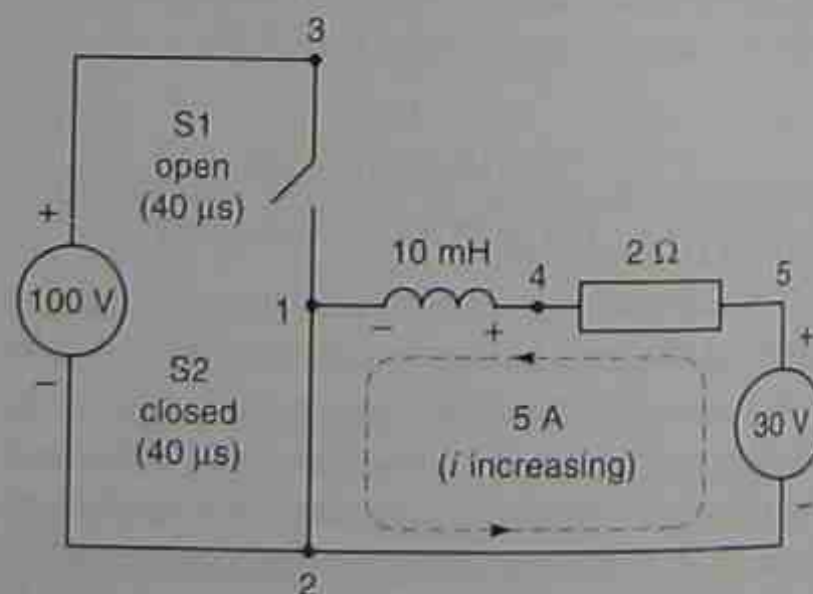 3
S1
open
(40 μs)
+
100 V
−
10 mH
4
2 Ω
5
1
−
+
+
S2
closed
(40 μs)
5 A
(i increasing)
30 V
−
2